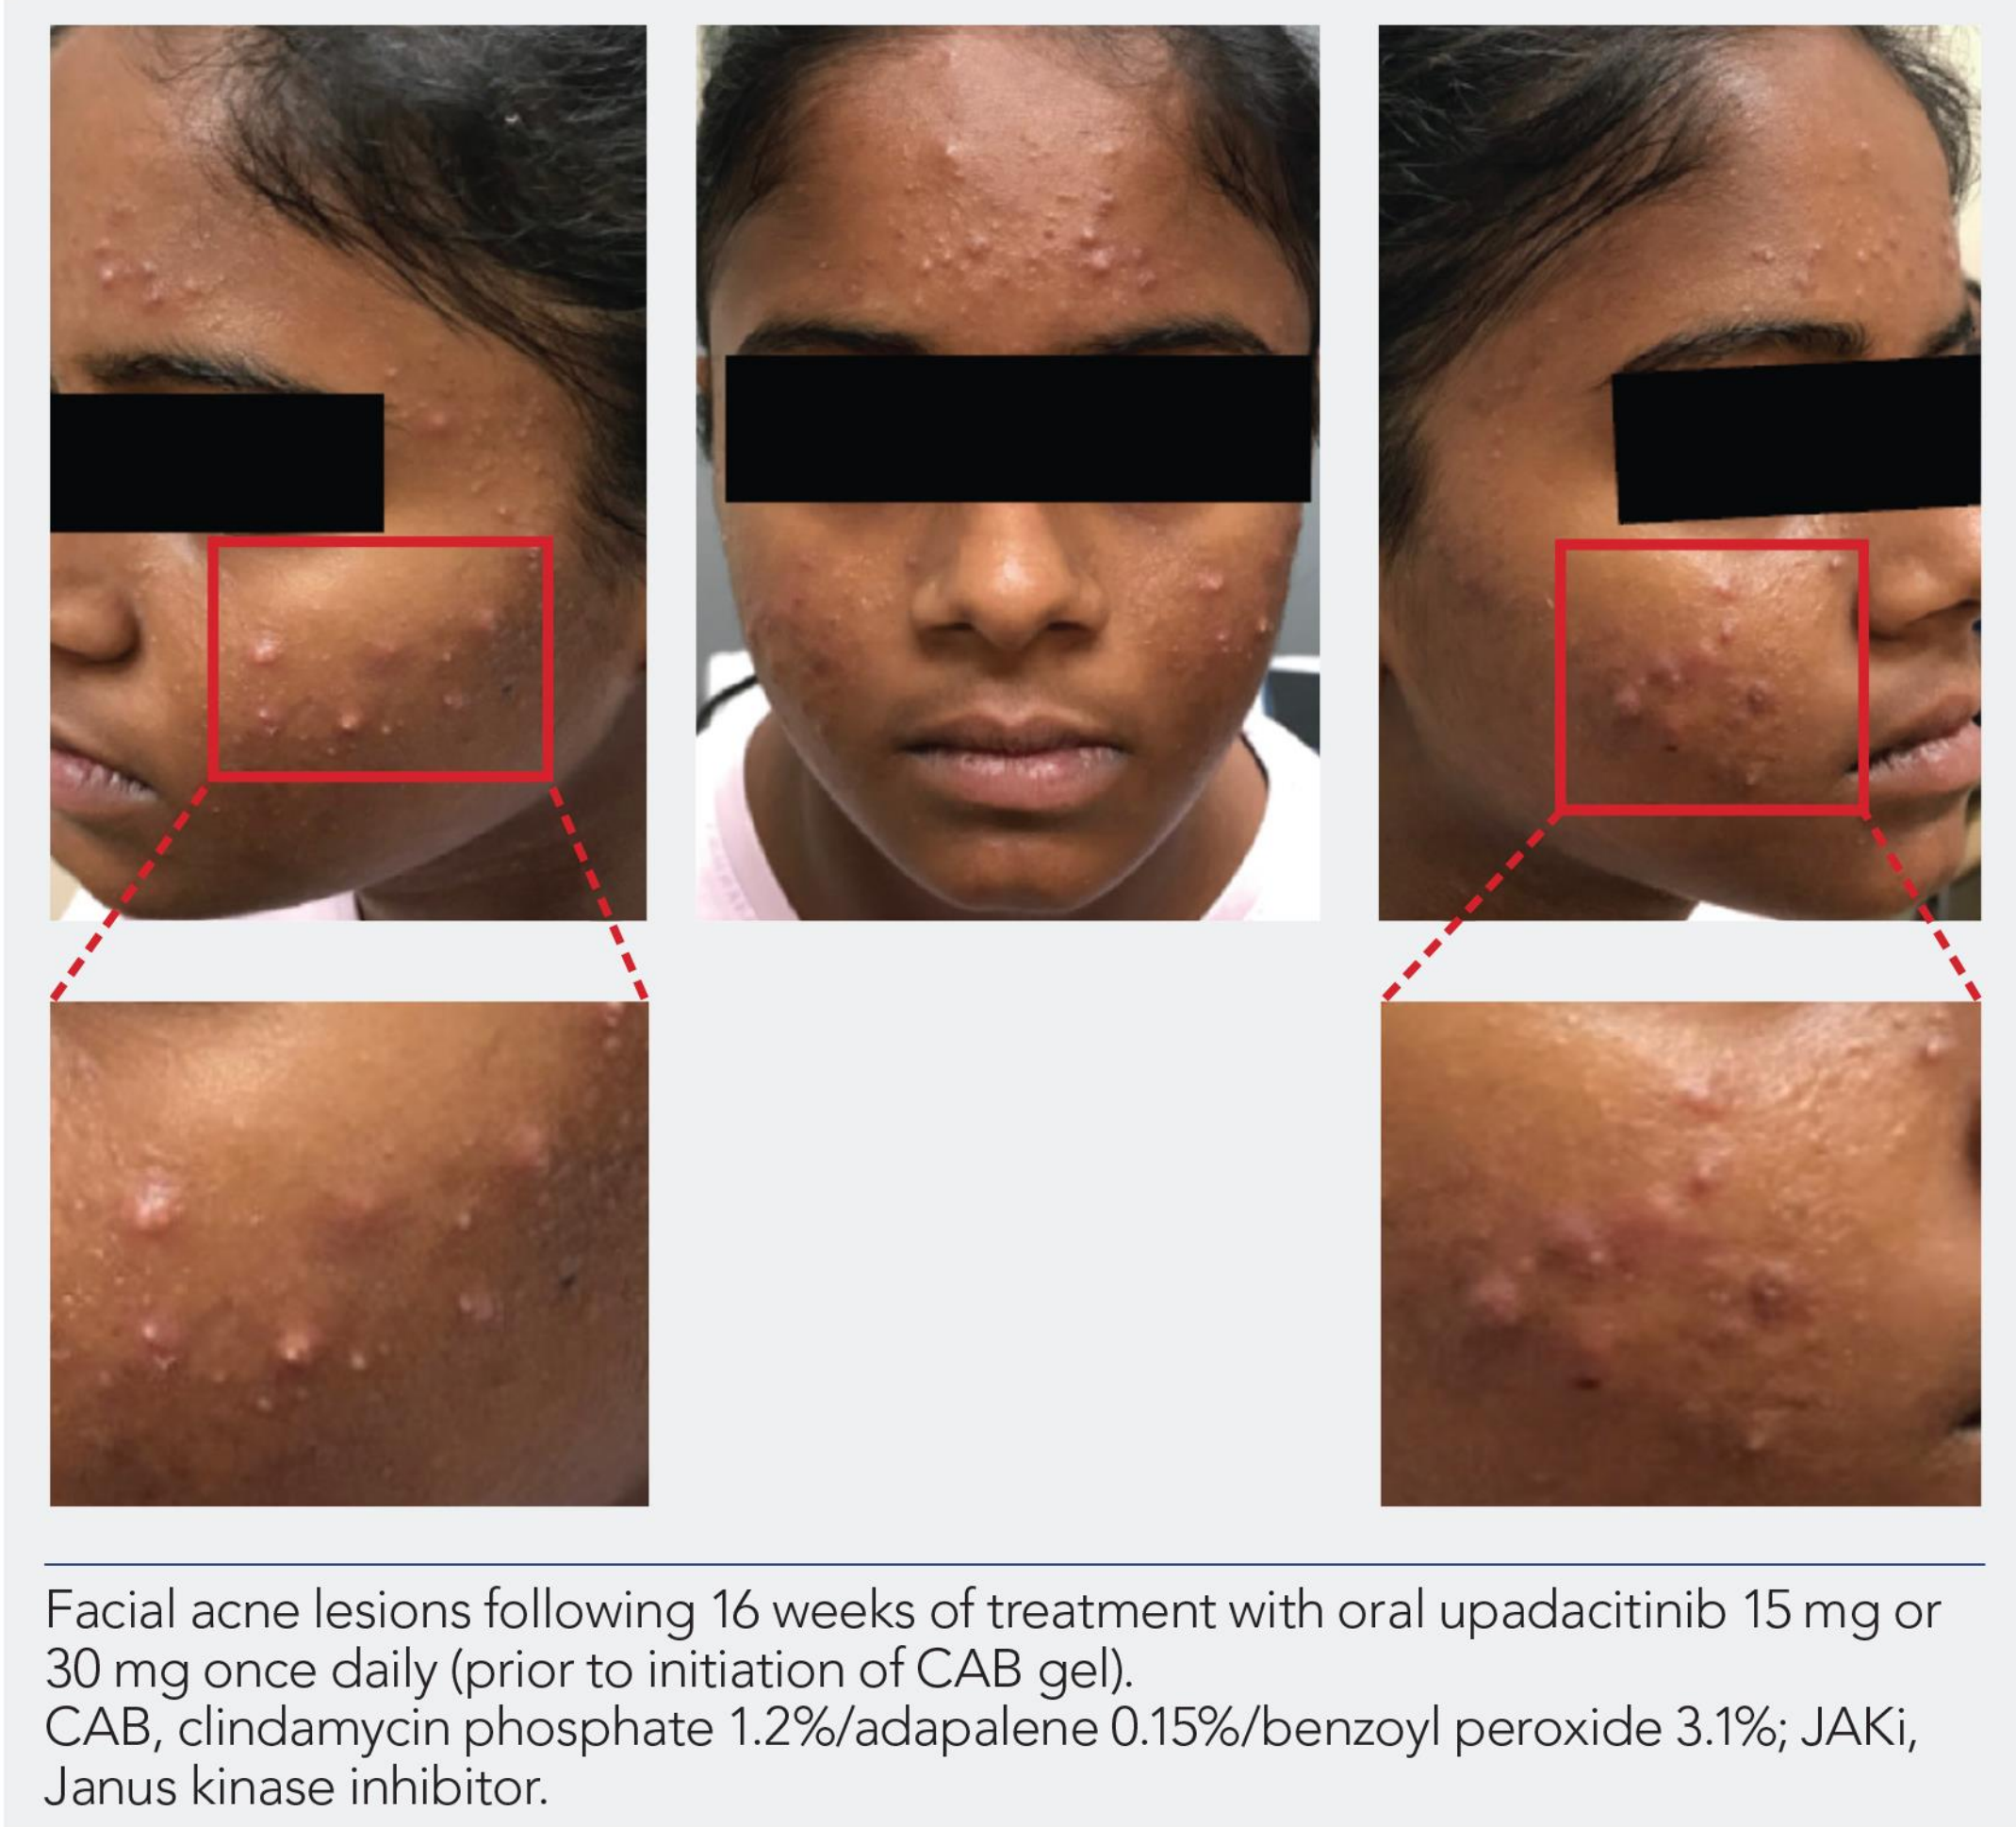 Facial acne lesions following 16 weeks of treatment with oral upadacitinib 15 mg or
30 mg once daily (prior to initiation of CAB gel).
CAB, clindamycin phosphate 1.2%/adapalene 0.15%/benzoyl peroxide 3.1%; JAKi,
Janus kinase inhibitor.